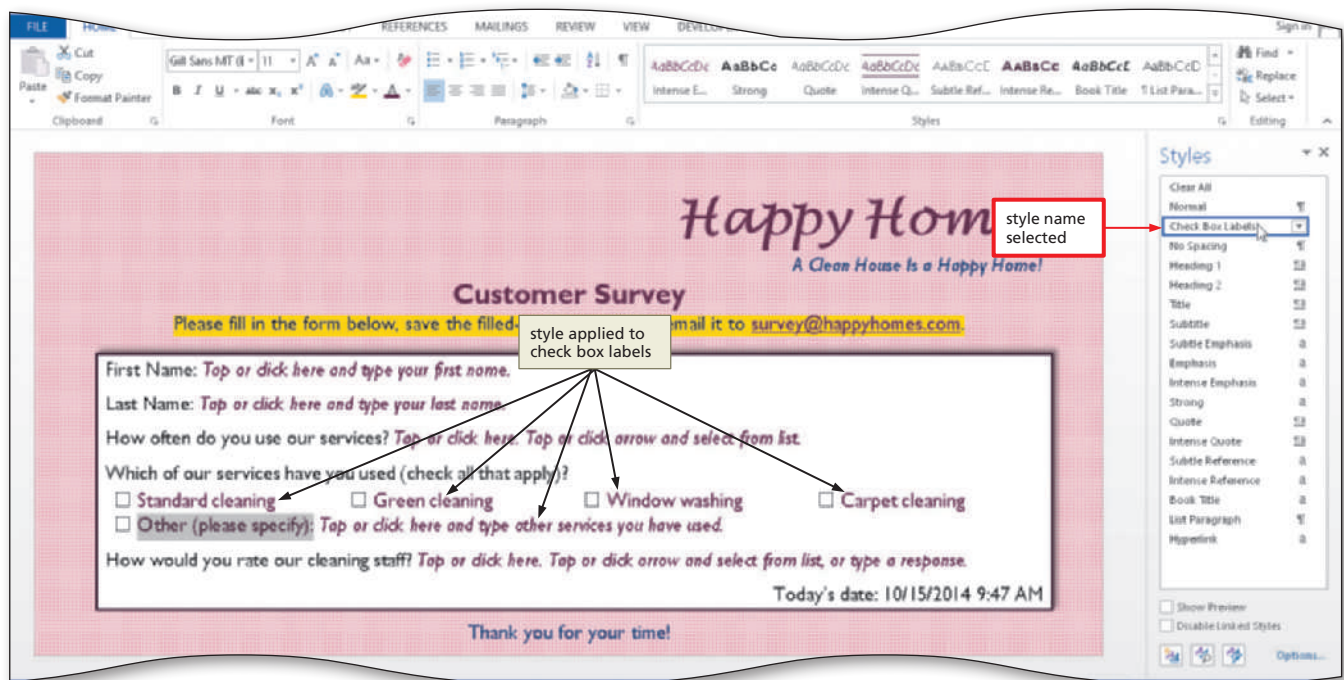 FILE HOME REFERENCES MAILINGS REVIEW VIEW Sign in
Cut
Copy
Format Painter
Paste
Gill Sans MT (E 11
Find
Replace
Select
AaBbCcDc AaBbCc AaBbCcDc AaBbCcDc AaBbCcD AaBbCc AaBbCcD AaBbCcD
Intense E... Strong Quote Intense Q... Subtle Ref... Intense Re... Book Title ¶ List Para...
Clipboard Font Paragraph Styles Editing
Happy Hom
A Clean House Is a Happy Home!
Customer Survey
Please fill in the form below, save the filled- email it to survey@happyhomes.com.
style applied to
check box labels
First Name: Tap or click here and type your first name.
Last Name: Tap or click here and type your last name.
How often do you use our services? Tap or click here. Tap or click arrow and select from list.
Which of our services have you used (check all that apply)?
Standard cleaning Green cleaning Window washing Carpet cleaning
Other (please specify): Tap or click here and type other services you have used.
How would you rate our cleaning staff? Tap or click here. Tap or click arrow and select from list, or type a response.
Today's date: 10/15/2014 9:47 AM
Thank you for your time!
style name
selected
Styles
Clear All
Normal
Check Box Labels
No Spacing
Heading 1
Heading 2
Title
Subtitle
Subtle Emphasis
Emphasis
Intense Emphasis
Strong
Quote
Intense Quote
Subtle Reference
Intense Reference
Book Title
List Paragraph
Hyperlink
Show Preview
Disable Linked Styles
Options...